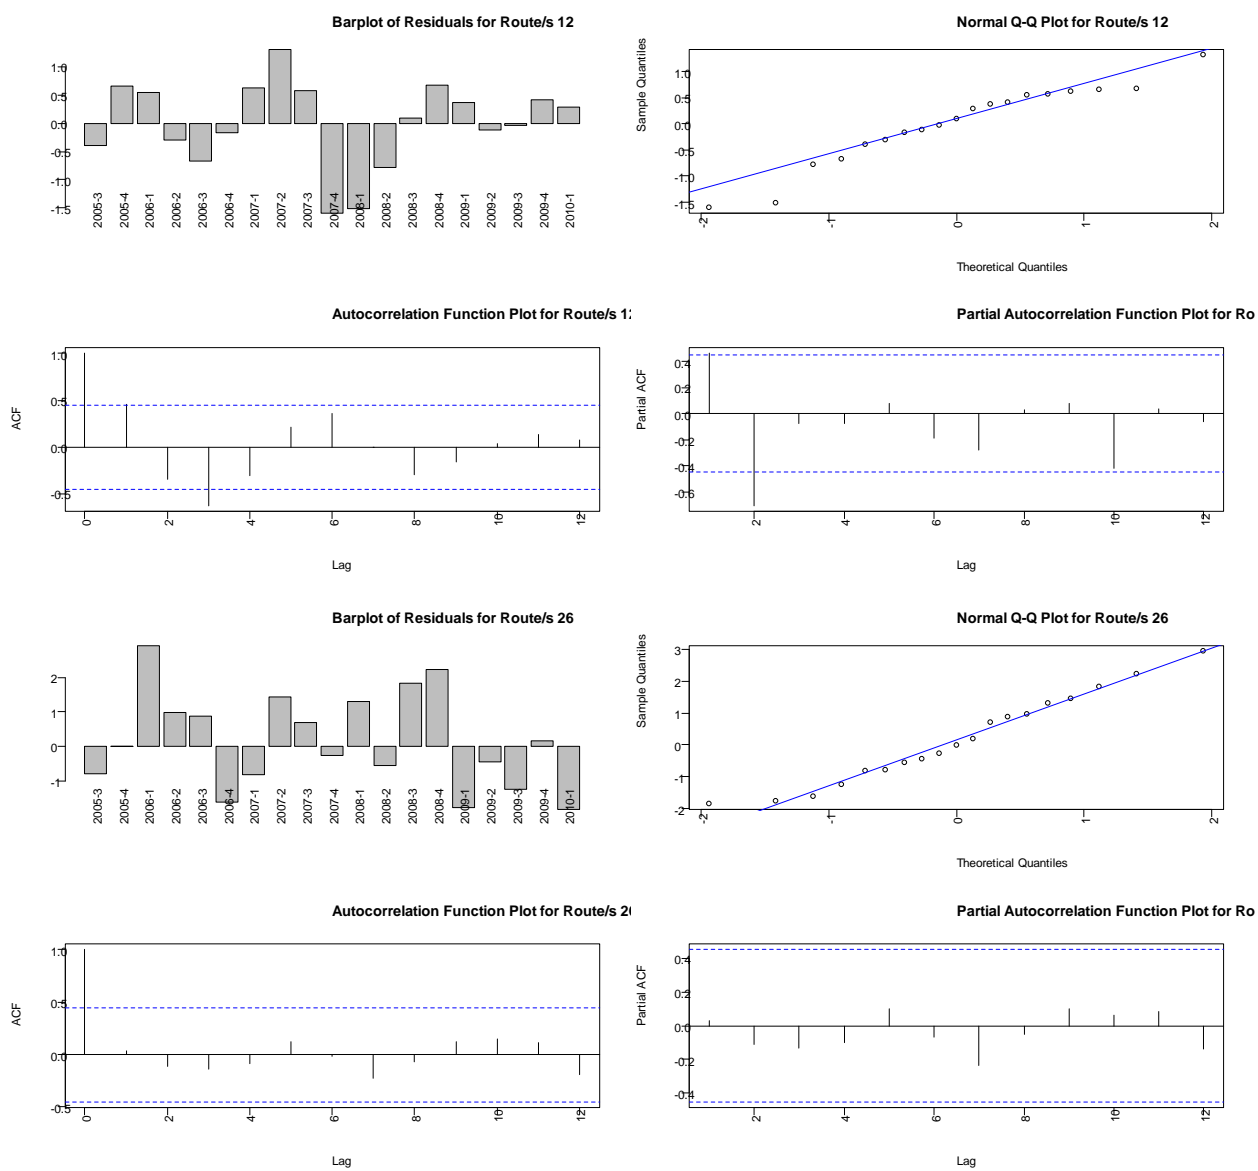 Barplot of Residuals for Route/s 12
1.0
0.5
0.0
-0.5
-1.0
-1.5
2005-3 2005-4 2006-1 2006-2 2006-3 2006-4 2007-1 2007-2 2007-3 2007-4 2008-1 2008-2 2008-3 2008-4 2009-1 2009-2 2009-3 2009-4 2010-1
Normal Q-Q Plot for Route/s 12
Sample Quantiles
1.0
0.5
0.0
-0.5
-1.0
-1.5
-2 -1 0 1 2
Theoretical Quantiles
Autocorrelation Function Plot for Route/s 12
ACF
1.0
0.5
0.0
-0.5
0 2 4 6 8 10 12
Lag
Partial Autocorrelation Function Plot for Ro
Partial ACF
0.4
0.2
0.0
-0.2
-0.4
-0.6
2 4 6 8 10 12
Lag
Barplot of Residuals for Route/s 26
2
1
0
-1
2005-3 2005-4 2006-1 2006-2 2006-3 2006-4 2007-1 2007-2 2007-3 2007-4 2008-1 2008-2 2008-3 2008-4 2009-1 2009-2 2009-3 2009-4 2010-1
Normal Q-Q Plot for Route/s 26
Sample Quantiles
3
2
1
0
-1
-2
-2 -1 0 1 2
Theoretical Quantiles
Autocorrelation Function Plot for Route/s 26
ACF
1.0
0.5
0.0
-0.5
0 2 4 6 8 10 12
Lag
Partial Autocorrelation Function Plot for Ro
Partial ACF
0.4
0.2
0.0
-0.2
-0.4
2 4 6 8 10 12
Lag